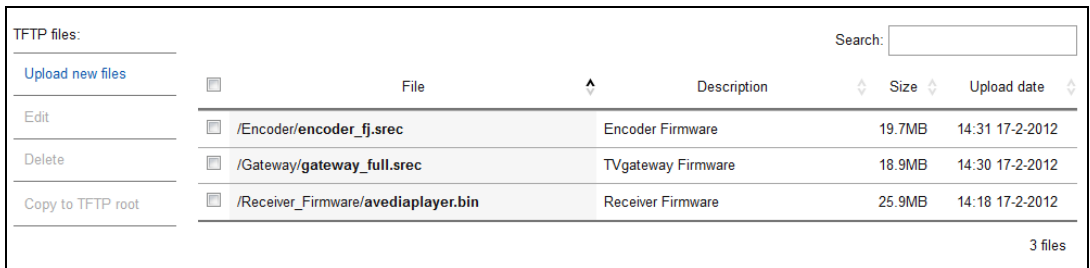 TFTP files:
Search:
Upload new files
File Description Size Upload date
Edit
/Encoder/encoder_fj.srec Encoder Firmware 19.7MB 14:31 17-2-2012
Delete
/Gateway/gateway_full.srec TVgateway Firmware 18.9MB 14:30 17-2-2012
Copy to TFTP root
/Receiver_Firmware/avediaplayer.bin Receiver Firmware 25.9MB 14:18 17-2-2012
3 files